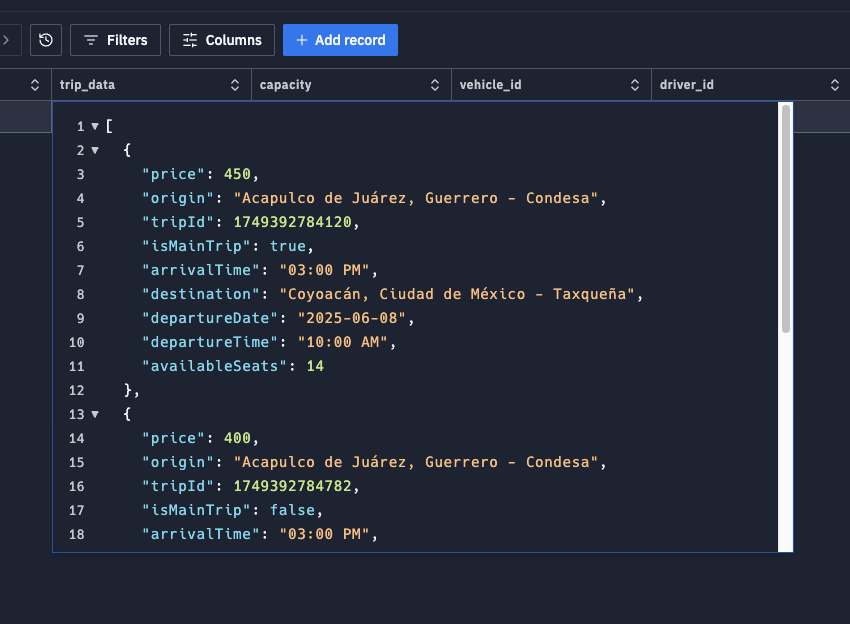 Filters Columns + Add record
trip_data capacity vehicle_id driver_id
1 [
2 {
3 "price": 450,
4 "origin": "Acapulco de Juárez, Guerrero - Condesa",
5 "tripId": 1749392784120,
6 "isMainTrip": true,
7 "arrivalTime": "03:00 PM",
8 "destination": "Coyoacán, Ciudad de México - Taxqueña",
9 "departureDate": "2025-06-08",
10 "departureTime": "10:00 AM",
11 "availableSeats": 14
12 },
13 {
14 "price": 400,
15 "origin": "Acapulco de Juárez, Guerrero - Condesa",
16 "tripId": 1749392784782,
17 "isMainTrip": false,
18 "arrivalTime": "03:00 PM",